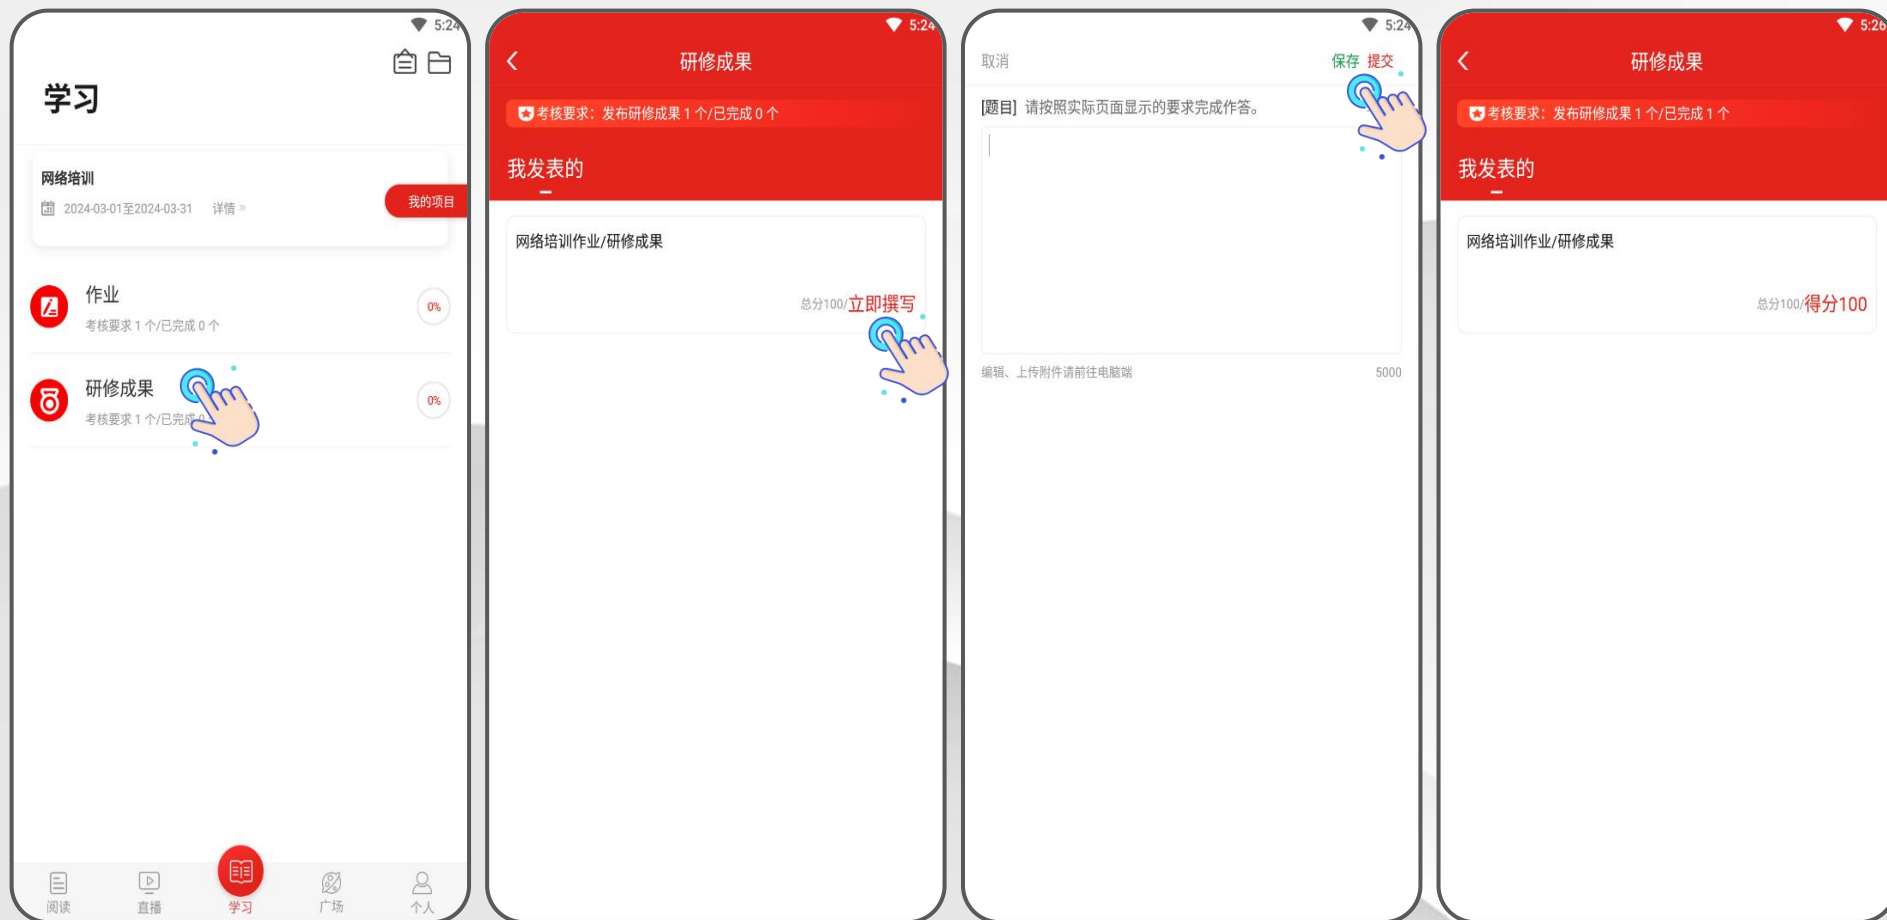 5:24
学习
网络培训
2024-03-01至2024-03-31 详情 »
我的项目
作业
考核要求 1 个/已完成 0 个
0%
研修成果
考核要求 1 个/已完成 0
0%
阅读
直播
学习
广场
个人
5:24
研修成果
考核要求：发布研修成果 1 个/已完成 0 个
我发表的
网络培训作业/研修成果
总分100/立即撰写
5:24
取消
保存 提交
[题目] 请按照实际页面显示的要求完成作答。
编辑、上传附件请前往电脑端
5000
5:26
研修成果
考核要求：发布研修成果 1 个/已完成 1 个
我发表的
网络培训作业/研修成果
总分100/得分100